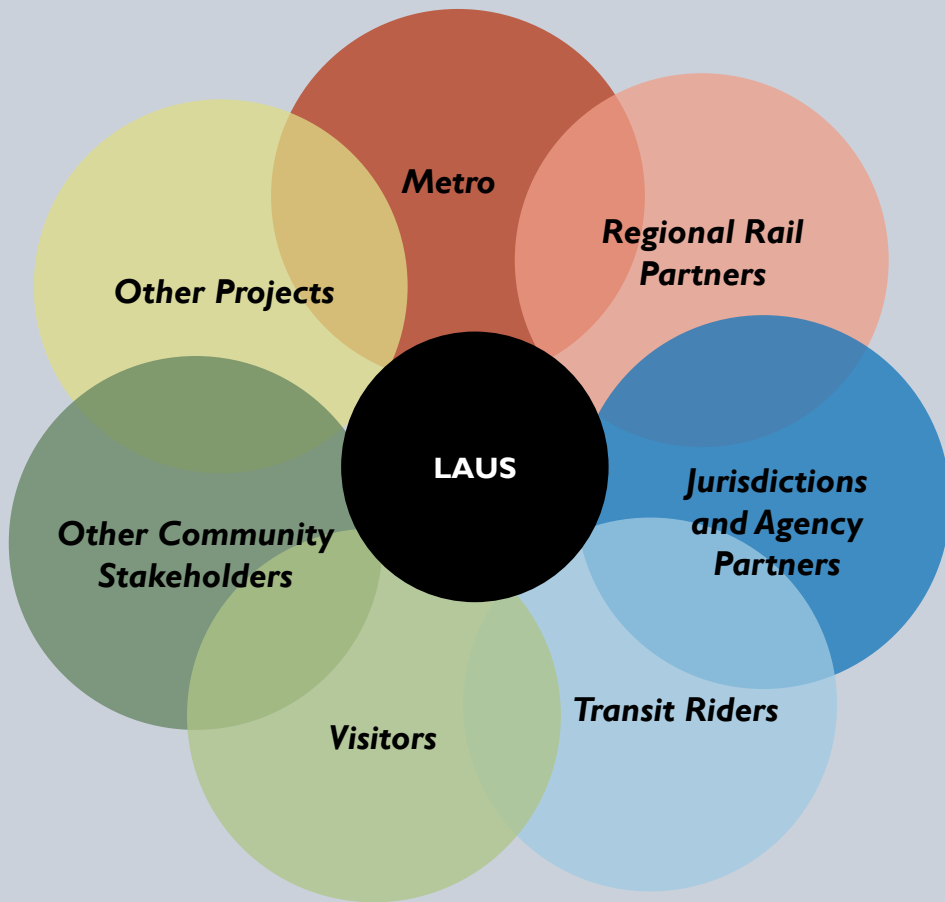 Metro
Regional Rail
Partners
Other Projects
LAUS
Jurisdictions
and Agency
Partners
Other Community
Stakeholders
Transit Riders
Visitors